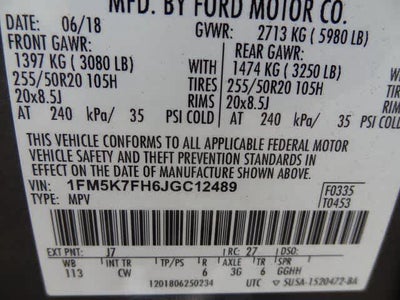 MFD. BY FORD MOTOR CO.
DATE: 06/18 GVWR: 2713 KG (5980 LB)
FRONT GAWR: REAR GAWR:
1397 KG (3080 LB) WITH 1474 KG (3250 LB)
255/50R20 105H TIRES 255/50R20 105H
20x8.5J RIMS 20x8.5J
AT 240 kPa/ 35 PSI COLD AT 240 kPa/ 35 PSI COLD
THIS VEHICLE CONFORMS TO ALL APPLICABLE FEDERAL MOTOR
VEHICLE SAFETY AND THEFT PREVENTION STANDARDS IN
EFFECT ON THE DATE OF MANUFACTURE SHOWN ABOVE.
VIN: 1FM5K7FH6JGC12489 F0335
TYPE: MPV T0453
EXT PNT: J7 RC: 27 DSO:
WB BRK INT TR TP/PS R AXLE TR SPR
113 CW 6 3G 6 GGHH
1201806250234 UTC SUSA-1520472-BA